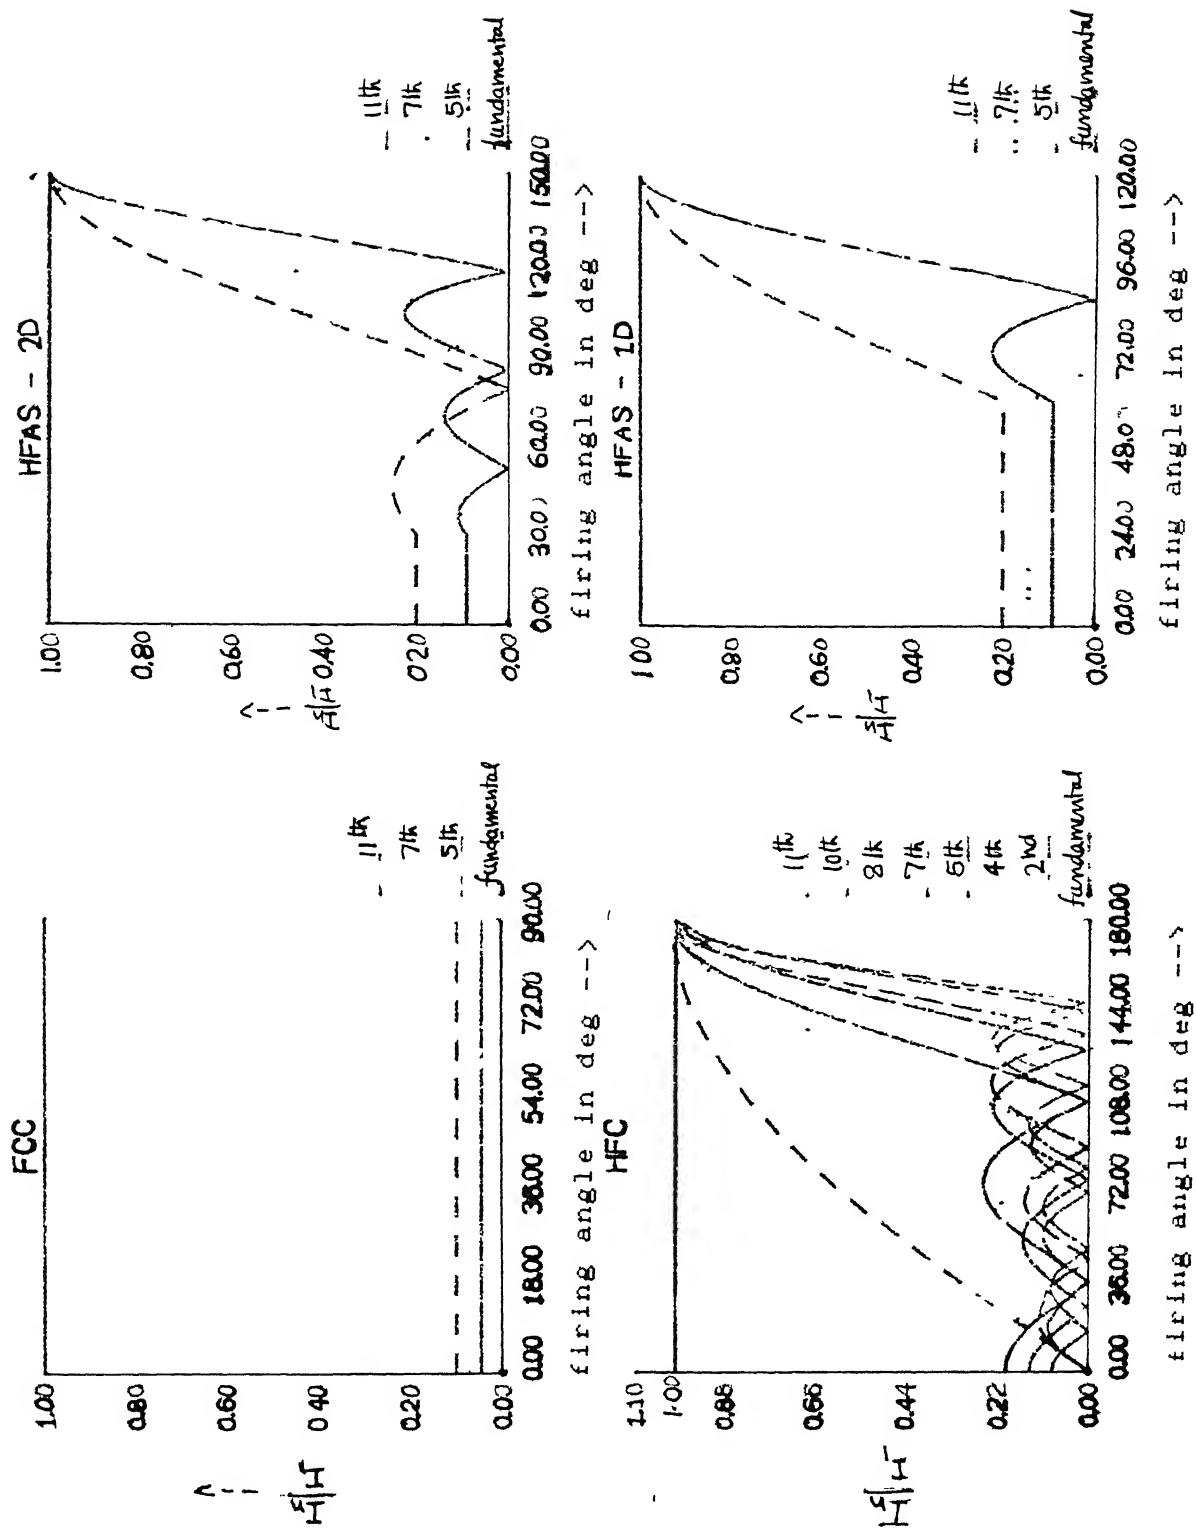 FCC
1.00
0.80
0.60
0.40
0.20
0.00
0.00 18.00 36.00 54.00 72.00 90.00
firing angle in deg -->
11th
7th
5th
fundamental
HFAS - 2D
1.00
0.80
0.60
0.40
0.20
0.00
0.00 30.0 60.00 90.00 120.00 150.00
firing angle in deg -->
11th
7th
5th
fundamental
HFC
1.10
1.00
0.88
0.66
0.44
0.22
0.00
0.00 36.00 72.00 108.00 144.00 180.00
firing angle in deg -->
11th
10th
8th
7th
5th
4th
2nd
fundamental
HFAS - 1D
1.00
0.80
0.60
0.40
0.20
0.00
0.00 24.00 48.0 72.00 96.00 120.00
firing angle in deg -->
11th
7th
5th
fundamental